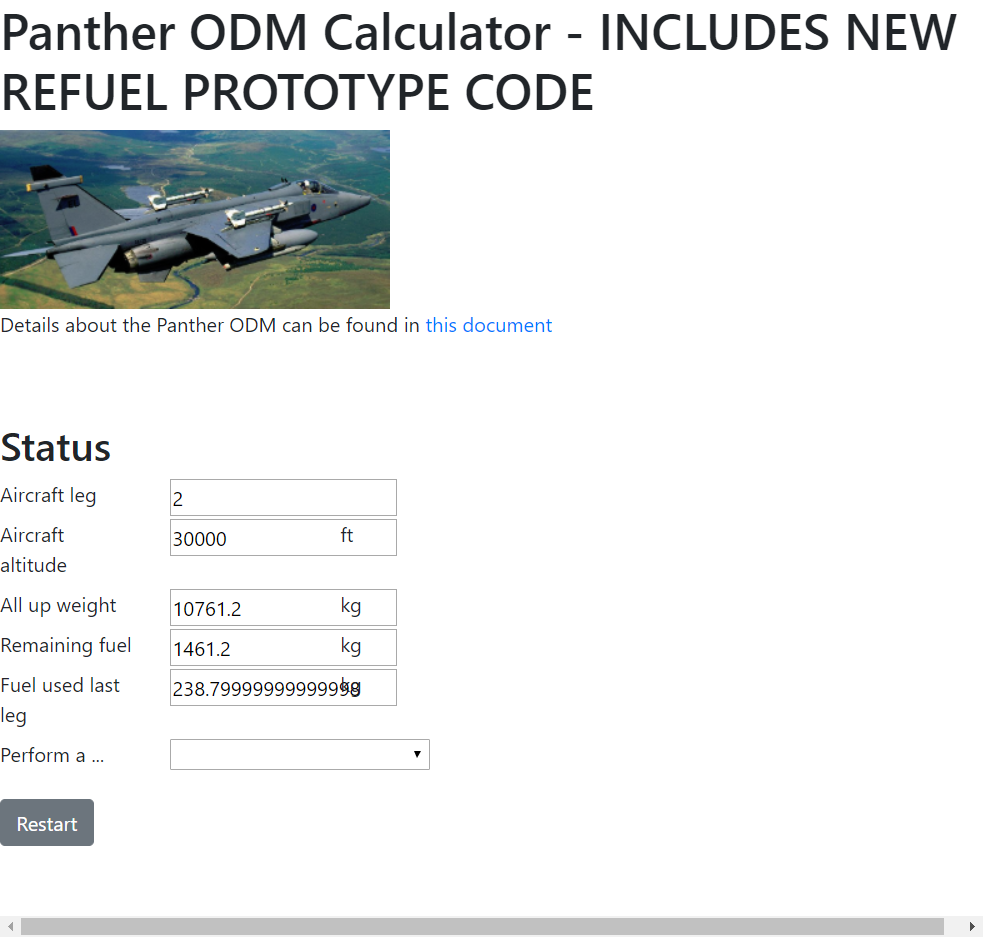 Panther ODM Calculator - INCLUDES NEW
REFUEL PROTOTYPE CODE
Details about the Panther ODM can be found in this document
Status
Aircraft leg 2
Aircraft altitude 30000 ft
All up weight 10761.2 kg
Remaining fuel 1461.2 kg
Fuel used last leg 238.79999999999998 kg
Perform a ...
Restart